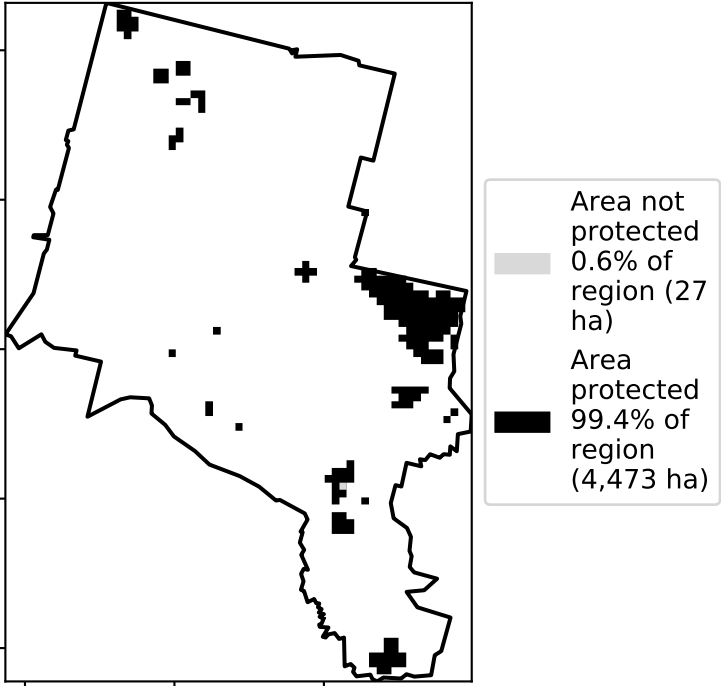 Area not
protected
0.6% of
region (27
ha)
Area
protected
99.4% of
region
(4,473 ha)